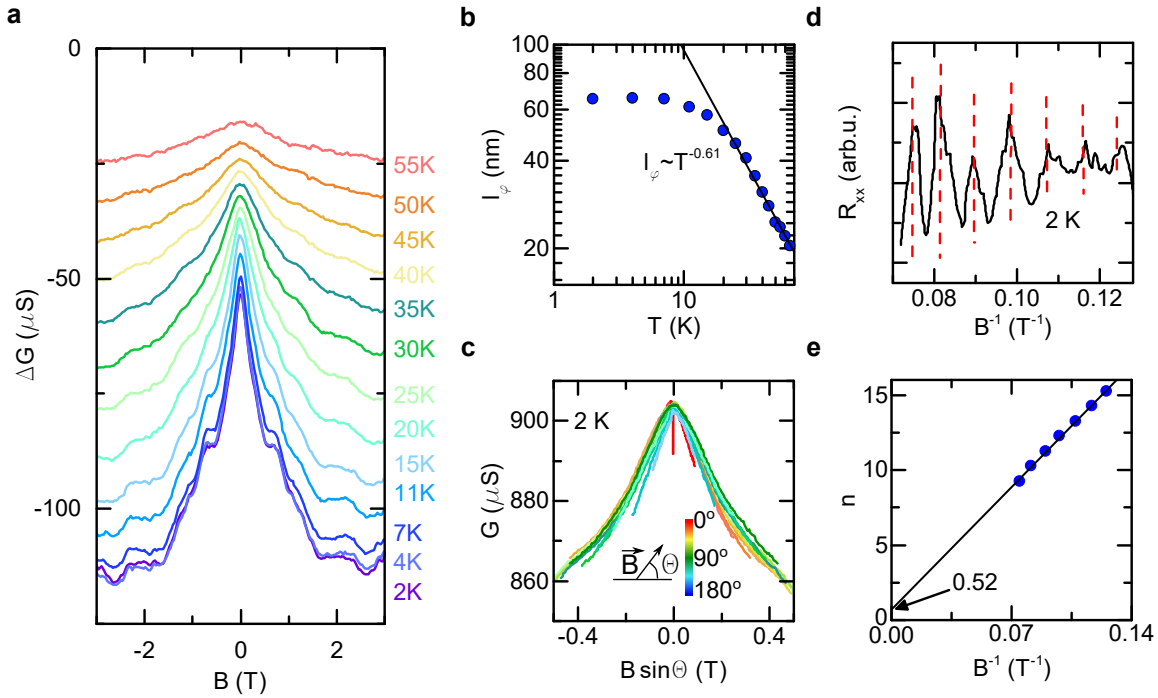 a
ΔG (μS)
0
-50
-100
-2
0
2
B (T)
55K
50K
45K
40K
35K
30K
25K
20K
15K
11K
7K
4K
2K
b
l_φ (nm)
100
80
60
40
20
1
10
T (K)
l_φ~T^-0.61
c
G (μS)
900
880
860
-0.4
0.0
0.4
B sinΘ (T)
2 K
B Θ
0°
90°
180°
d
R_xx (arb.u.)
2 K
0.08
0.10
0.12
B^-1 (T^-1)
e
n
15
10
5
0
0.52
0.00
0.07
0.14
B^-1 (T^-1)